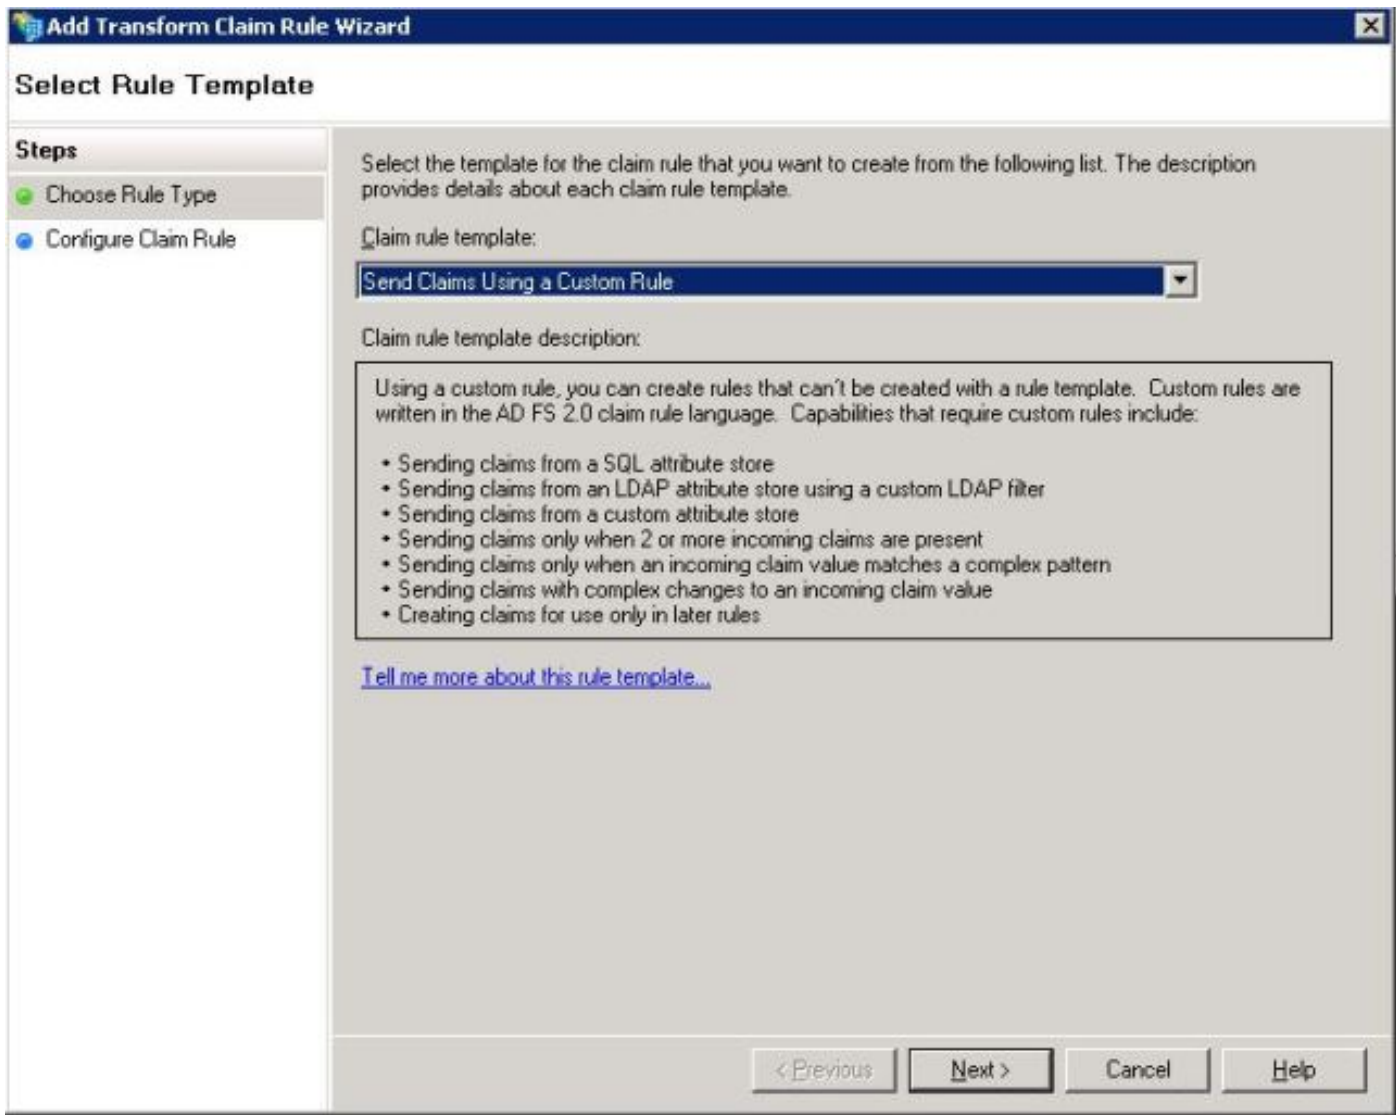 Add Transform Claim Rule Wizard
Select Rule Template
Steps
Choose Rule Type
Configure Claim Rule
Select the template for the claim rule that you want to create from the following list. The description
provides details about each claim rule template.
Claim rule template:
Send Claims Using a Custom Rule
Claim rule template description:
Using a custom rule, you can create rules that can't be created with a rule template. Custom rules are
written in the AD FS 2.0 claim rule language. Capabilities that require custom rules include:
• Sending claims from a SQL attribute store
• Sending claims from an LDAP attribute store using a custom LDAP filter
• Sending claims from a custom attribute store
• Sending claims only when 2 or more incoming claims are present
• Sending claims only when an incoming claim value matches a complex pattern
• Sending claims with complex changes to an incoming claim value
• Creating claims for use only in later rules
Tell me more about this rule template...
< Previous
Next >
Cancel
Help